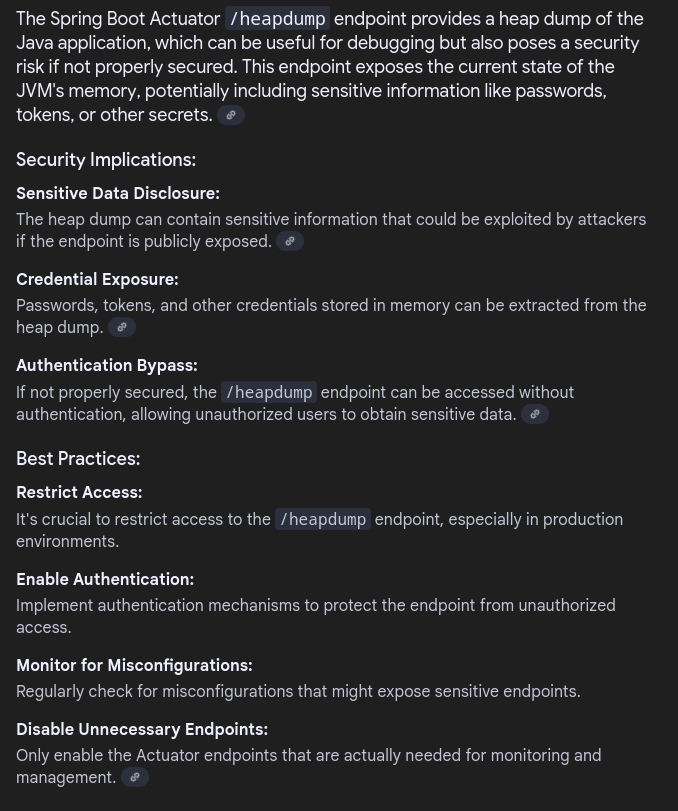 The Spring Boot Actuator /heapdump endpoint provides a heap dump of the
Java application, which can be useful for debugging but also poses a security
risk if not properly secured. This endpoint exposes the current state of the
JVM's memory, potentially including sensitive information like passwords,
tokens, or other secrets.
Security Implications:
Sensitive Data Disclosure:
The heap dump can contain sensitive information that could be exploited by attackers
if the endpoint is publicly exposed.
Credential Exposure:
Passwords, tokens, and other credentials stored in memory can be extracted from the
heap dump.
Authentication Bypass:
If not properly secured, the /heapdump endpoint can be accessed without
authentication, allowing unauthorized users to obtain sensitive data.
Best Practices:
Restrict Access:
It's crucial to restrict access to the /heapdump endpoint, especially in production
environments.
Enable Authentication:
Implement authentication mechanisms to protect the endpoint from unauthorized
access.
Monitor for Misconfigurations:
Regularly check for misconfigurations that might expose sensitive endpoints.
Disable Unnecessary Endpoints:
Only enable the Actuator endpoints that are actually needed for monitoring and
management.